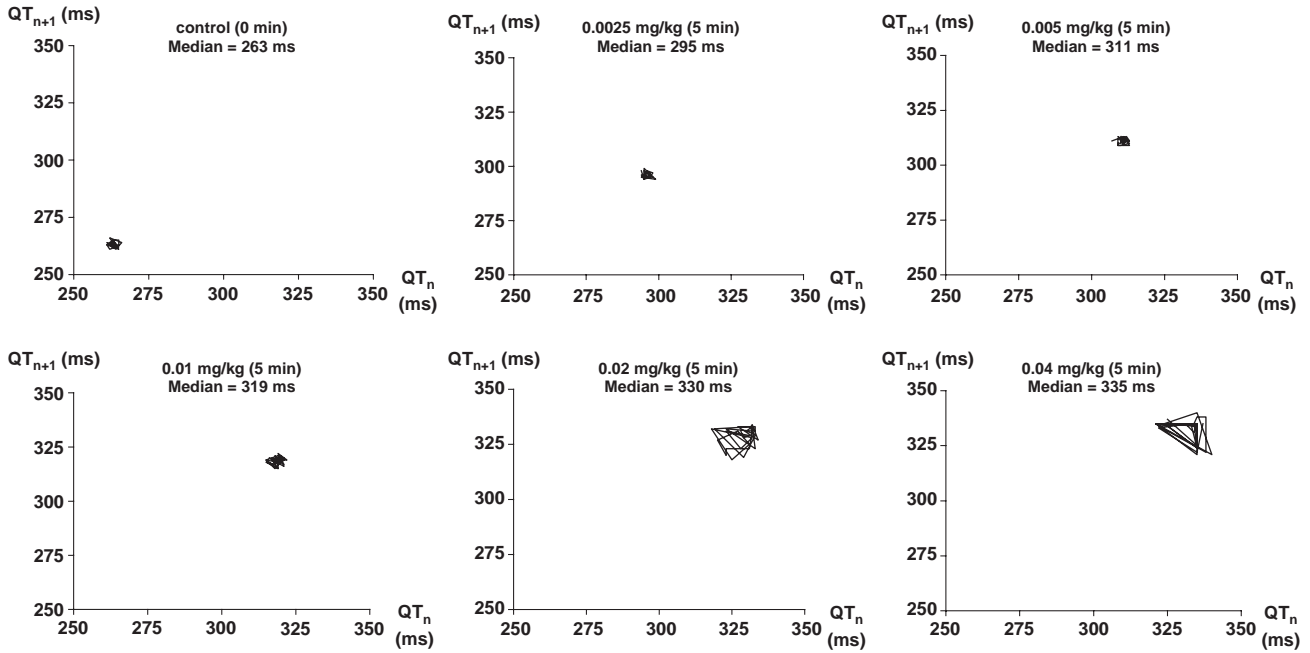 QTn+1 (ms)
control (0 min)
Median = 263 ms
350
325
300
275
250
250 275 300 325 350
QTn
(ms)
QTn+1 (ms)
0.0025 mg/kg (5 min)
Median = 295 ms
350
325
300
275
250
250 275 300 325 350
QTn
(ms)
QTn+1 (ms)
0.005 mg/kg (5 min)
Median = 311 ms
350
325
300
275
250
250 275 300 325 350
QTn
(ms)
QTn+1 (ms)
0.01 mg/kg (5 min)
Median = 319 ms
350
325
300
275
250
250 275 300 325 350
QTn
(ms)
QTn+1 (ms)
0.02 mg/kg (5 min)
Median = 330 ms
350
325
300
275
250
250 275 300 325 350
QTn
(ms)
QTn+1 (ms)
0.04 mg/kg (5 min)
Median = 335 ms
350
325
300
275
250
250 275 300 325 350
QTn
(ms)